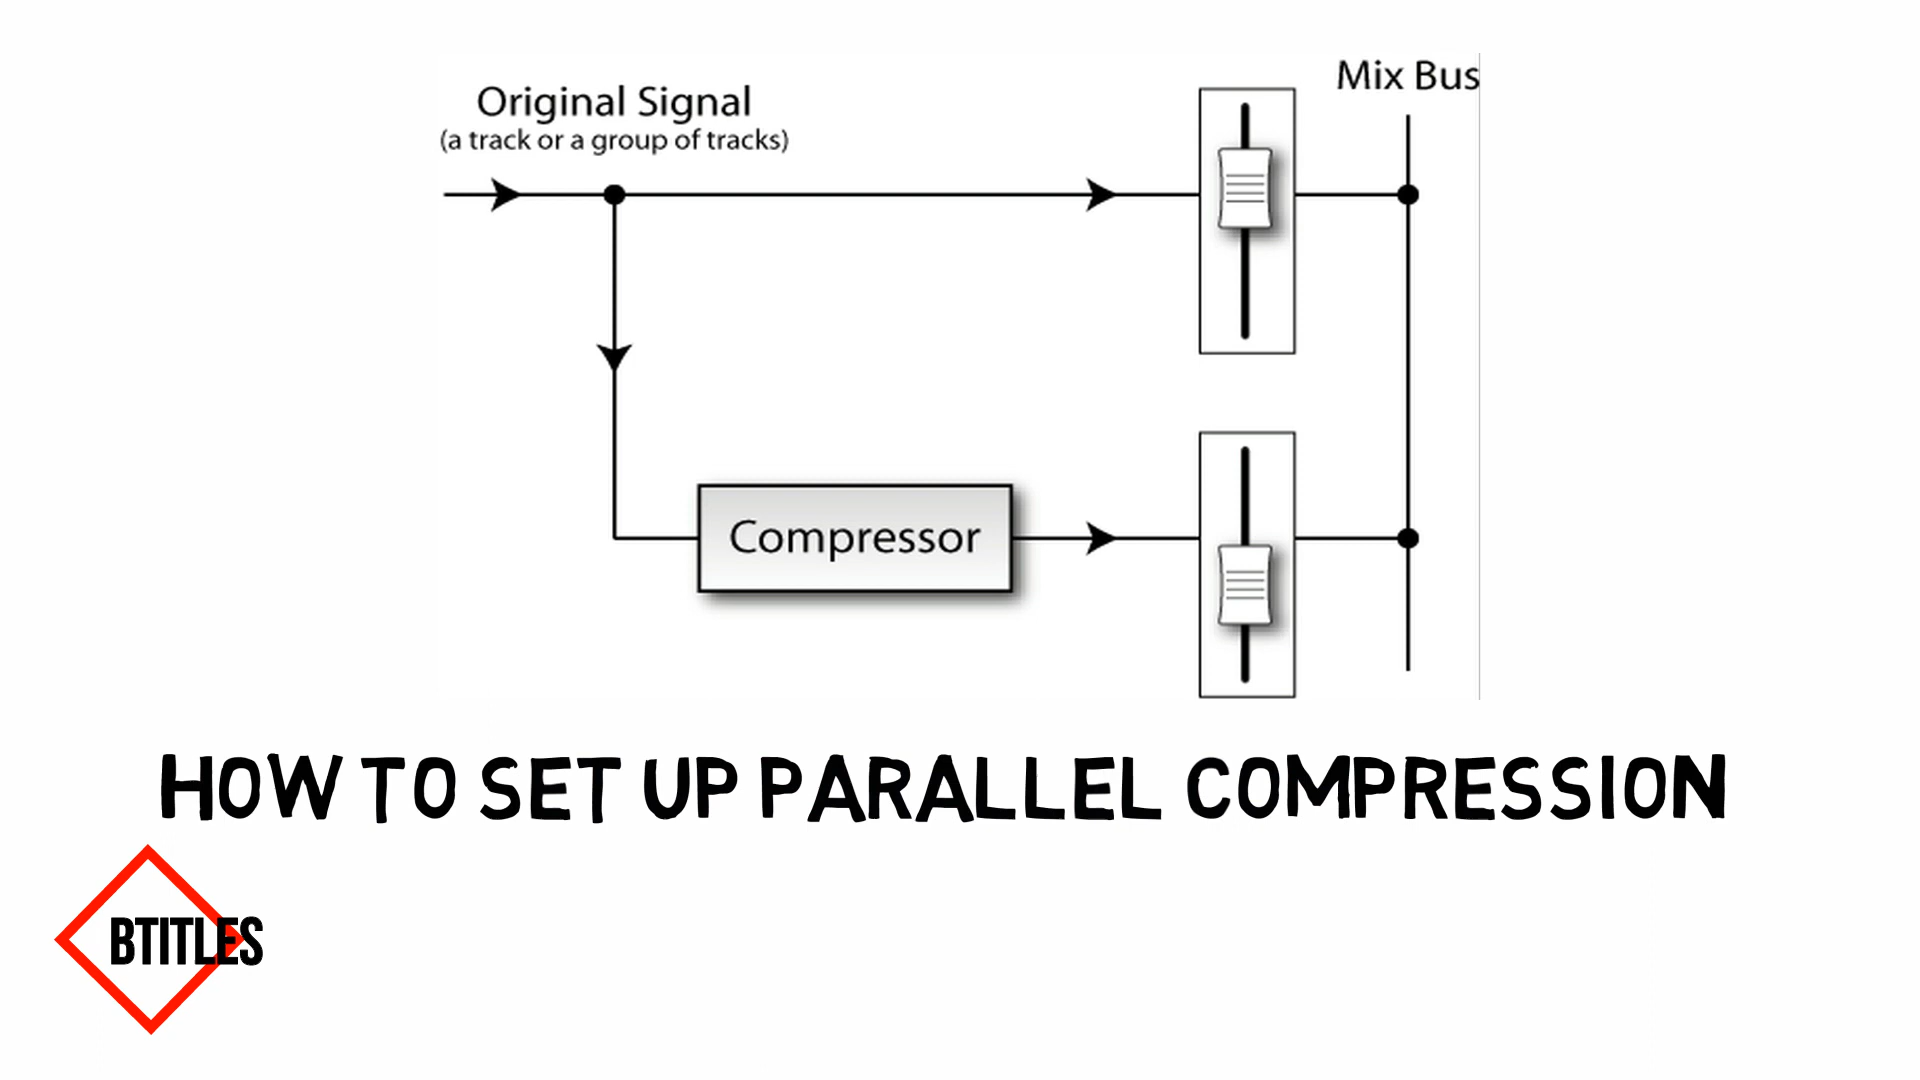 Mix Bus
Original Signal
(a track or a group of tracks)
Compressor
HOW TO SET UP PARALLEL COMPRESSION
BTITLES